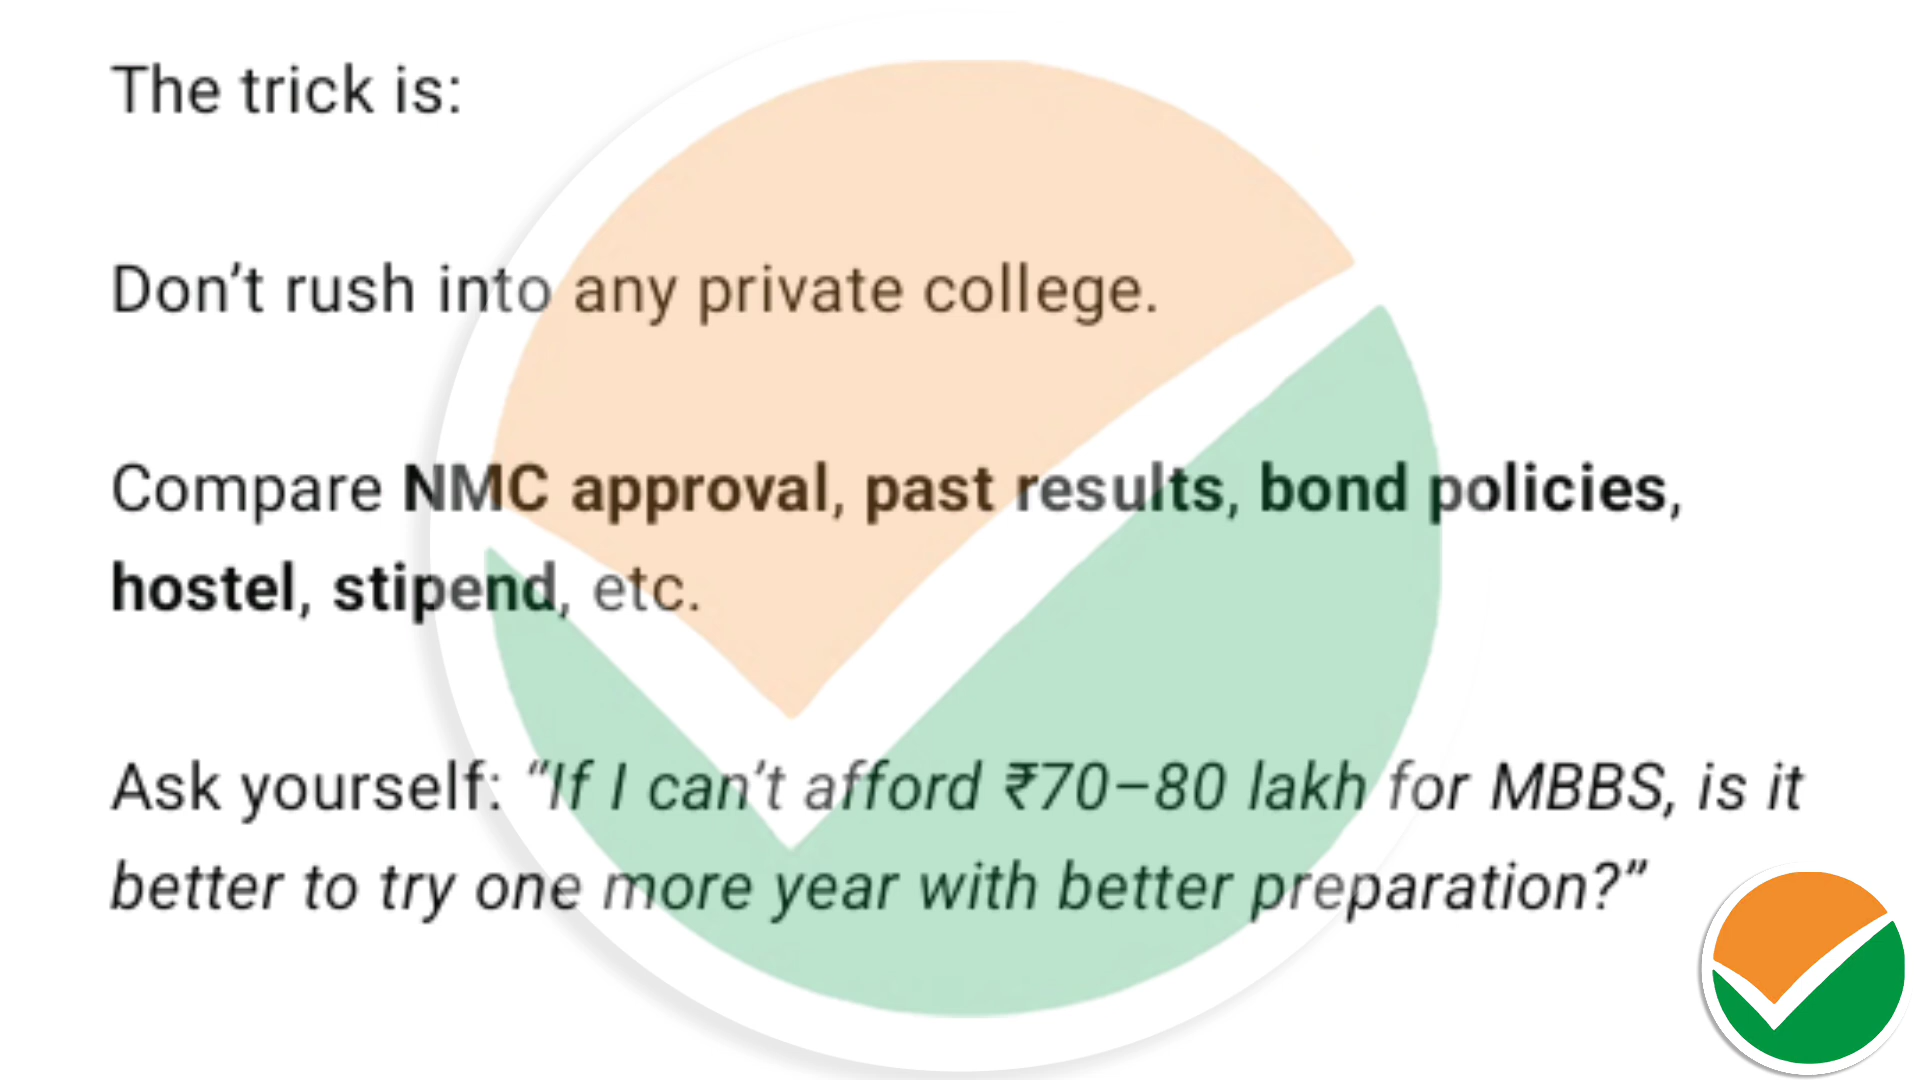 The trick is:
Don’t rush into any private college.
Compare NMC approval, past results, bond policies,
hostel, stipend, etc.
Ask yourself: “If I can’t afford ₹70–80 lakh for MBBS, is it
better to try one more year with better preparation?”